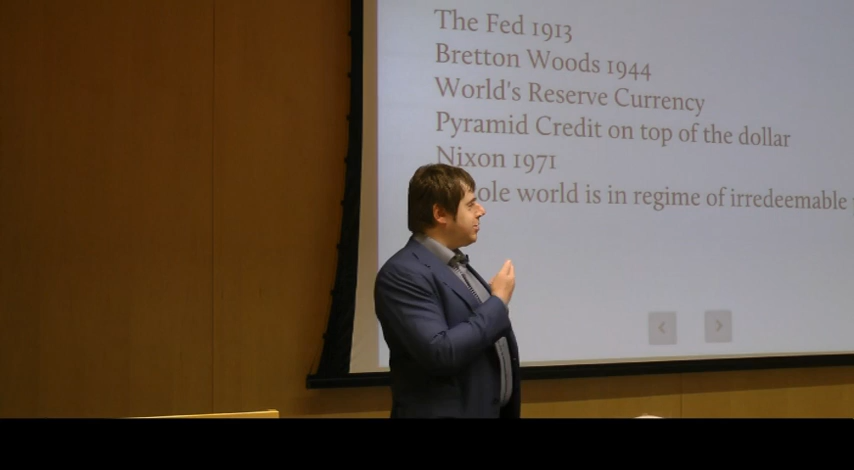 The Fed 1913
Bretton Woods 1944
World's Reserve Currency
Pyramid Credit on top of the dollar
Nixon 1971
world is in regime of irredeemable